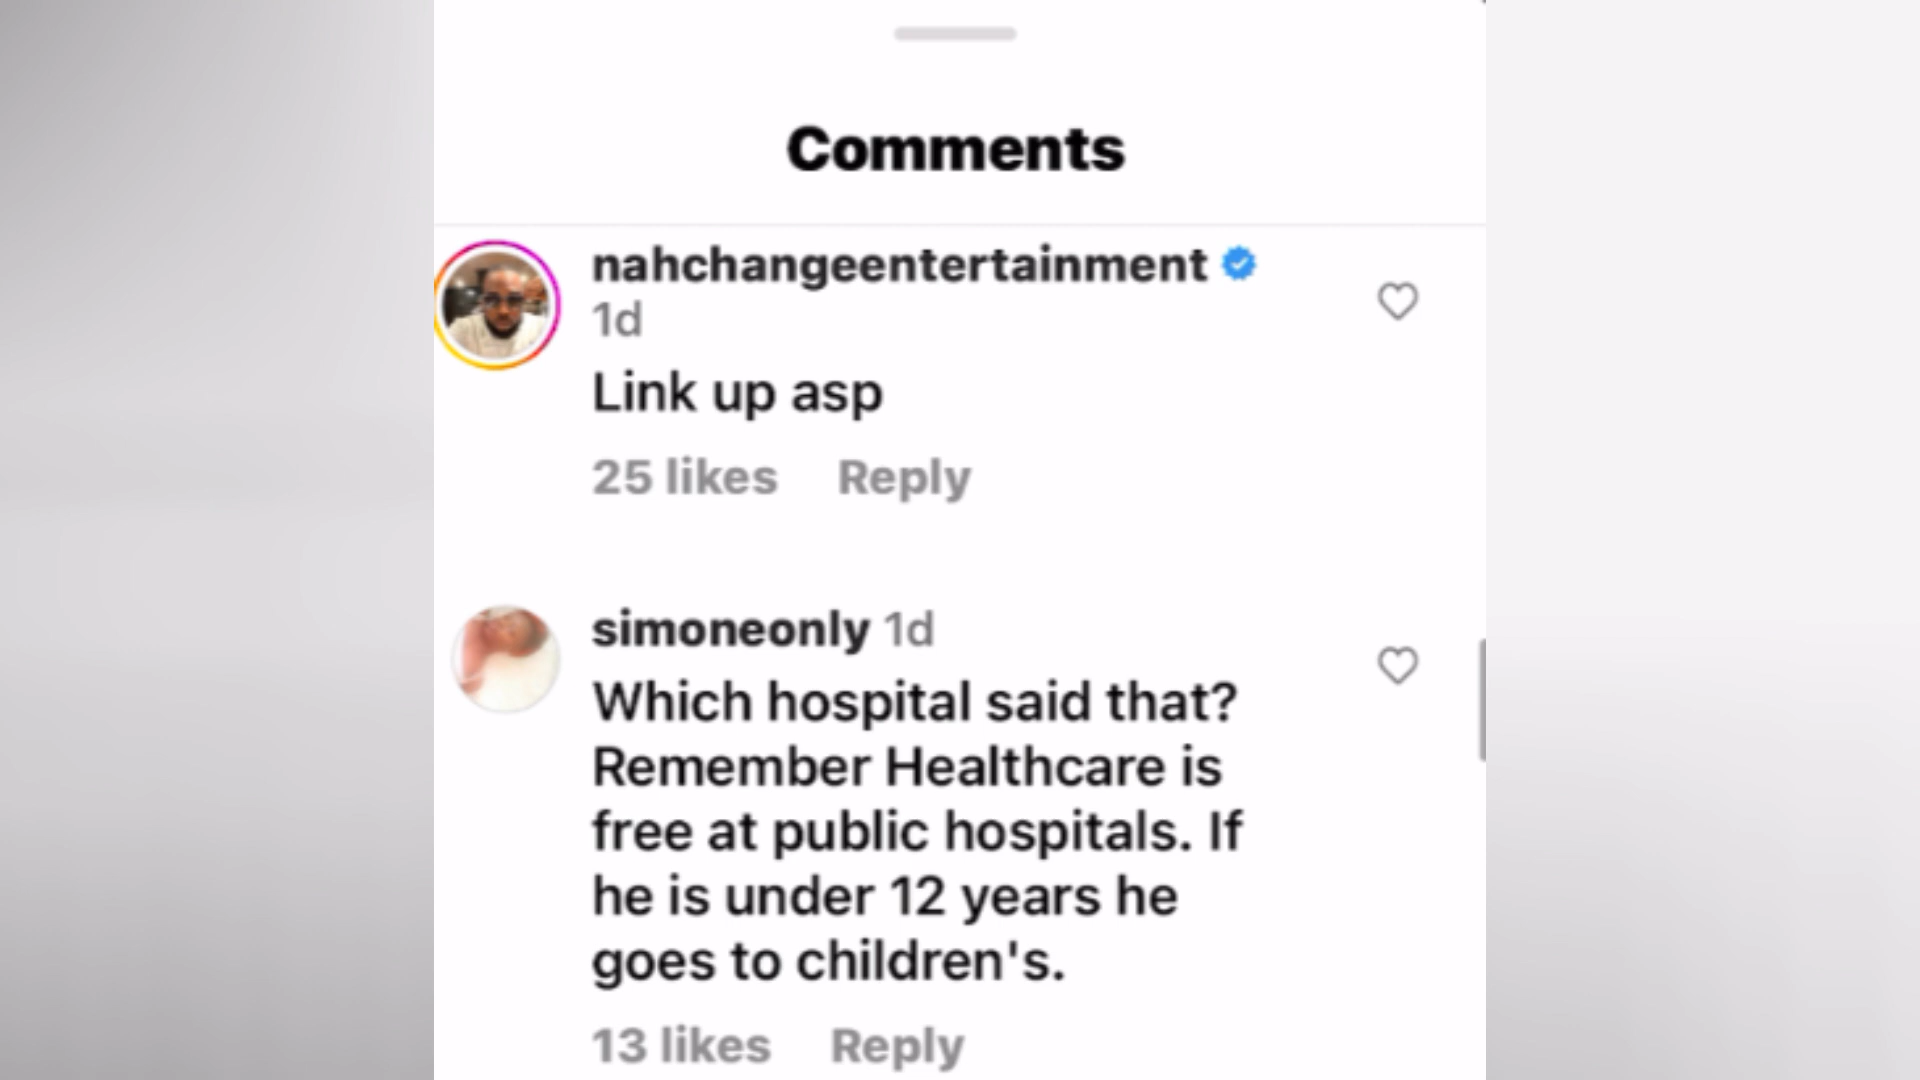 Comments
nahchangeentertainment
1d
Link up asp
25 likes Reply
simoneonly 1d
Which hospital said that?
Remember Healthcare is
free at public hospitals. If
he is under 12 years he
goes to children's.
13 likes Reply